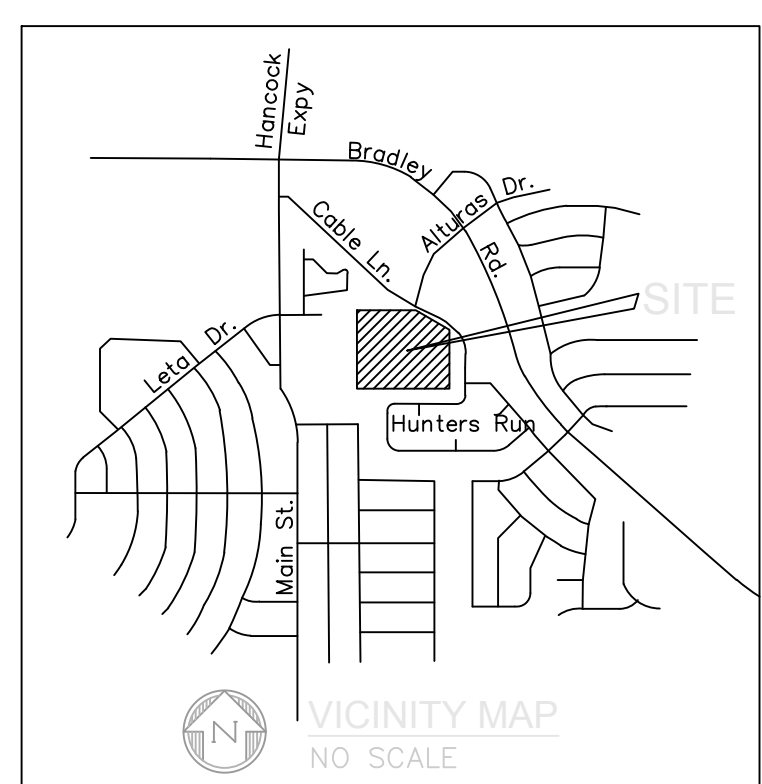 Hancock
Expy
Bradley
Rd.
Alturas Dr.
Cable Ln.
SITE
Leta Dr.
Hunters Run
Main St.
N
VICINITY MAP
NO SCALE